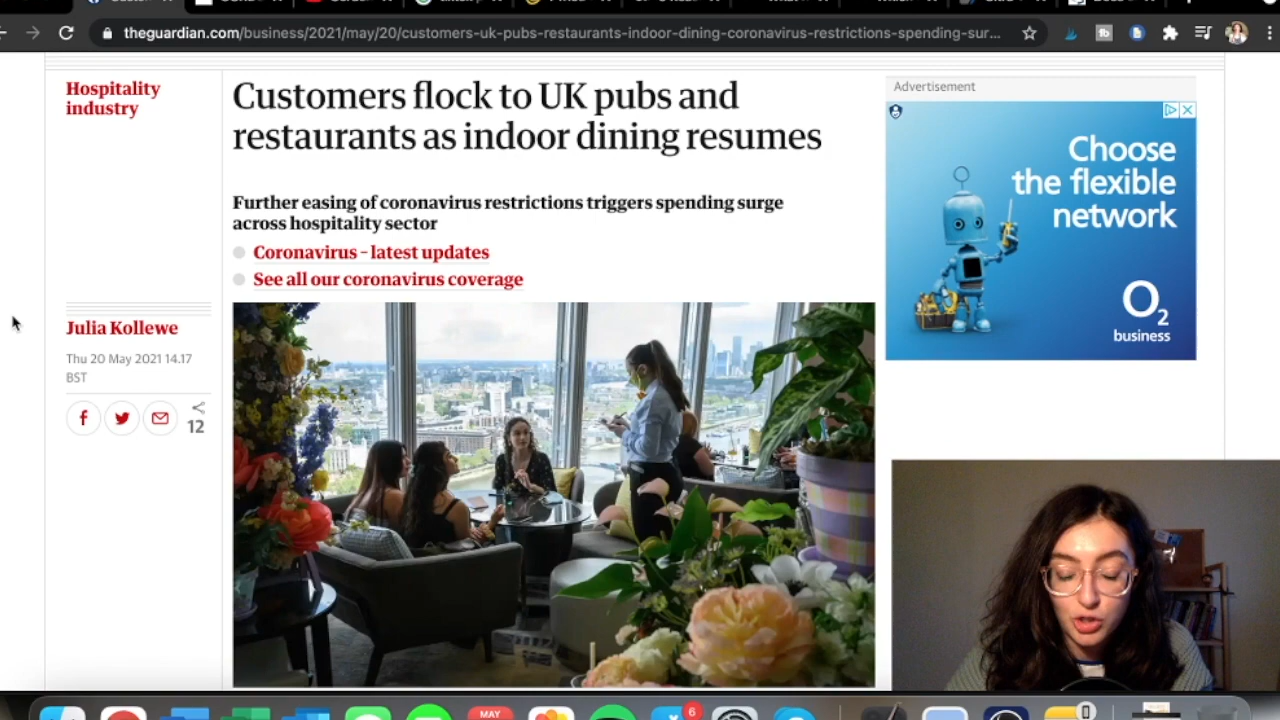 theguardian.com/business/2021/may/20/customers-uk-pubs-restaurants-indoor-dining-coronavirus-restrictions-spending-sur...
Hospitality
industry
Customers flock to UK pubs and
restaurants as indoor dining resumes
Further easing of coronavirus restrictions triggers spending surge
across hospitality sector
Coronavirus – latest updates
See all our coronavirus coverage
Julia Kollewe
Thu 20 May 2021 14.17
BST
12
Advertisement
Choose
the flexible
network
O2
business
MAY
6